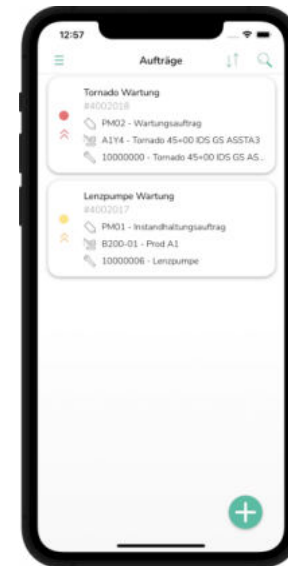 12:57
Aufträge
Tornado Wartung
#4002018
PM02 - Wartungsauftrag
A1Y4 - Tornado 45+00 IDS GS ASSTA3
10000000 - Tornado 45+00 IDS GS AS...
Lenzpumpe Wartung
#4002017
PM01 - Instandhaltungsauftrag
B200-01 - Prod A1
10000006 - Lenzpumpe